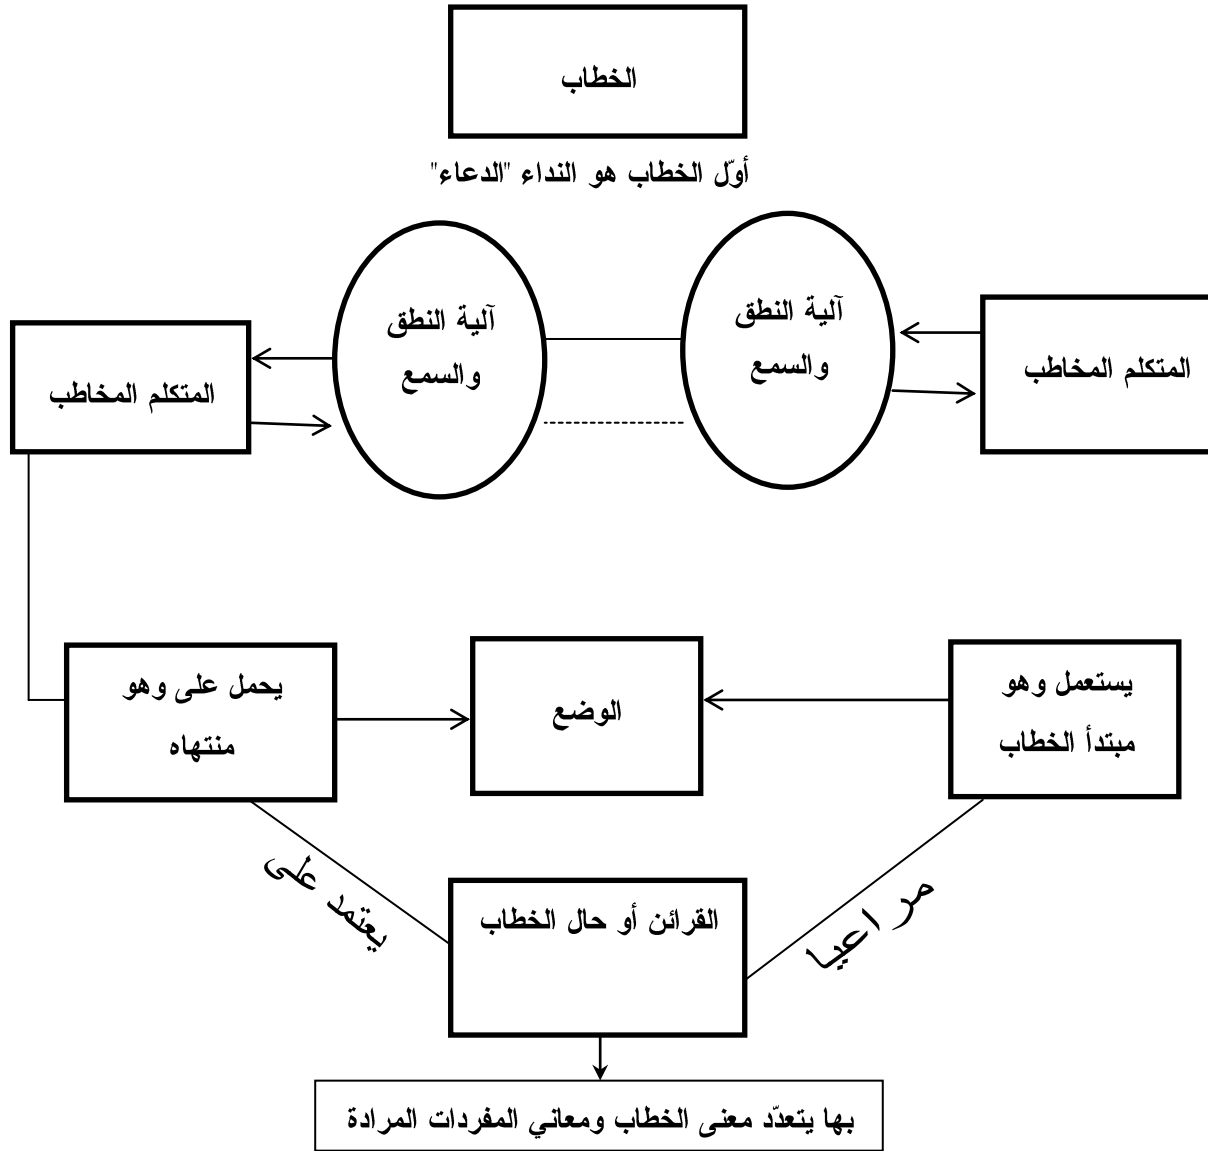 الخطاب
أوّل الخطاب هو النداء "الدعاء"
آلية النطق
والسمع
آلية النطق
والسمع
المتكلم المخاطب
المتكلم المخاطب
يستعمل وهو
مبتدأ الخطاب
الوضع
يحمل على وهو
منتهاه
مراعيا
يعتمد على
القرائن أو حال الخطاب
بها يتعدّد معنى الخطاب ومعاني المفردات المرادة